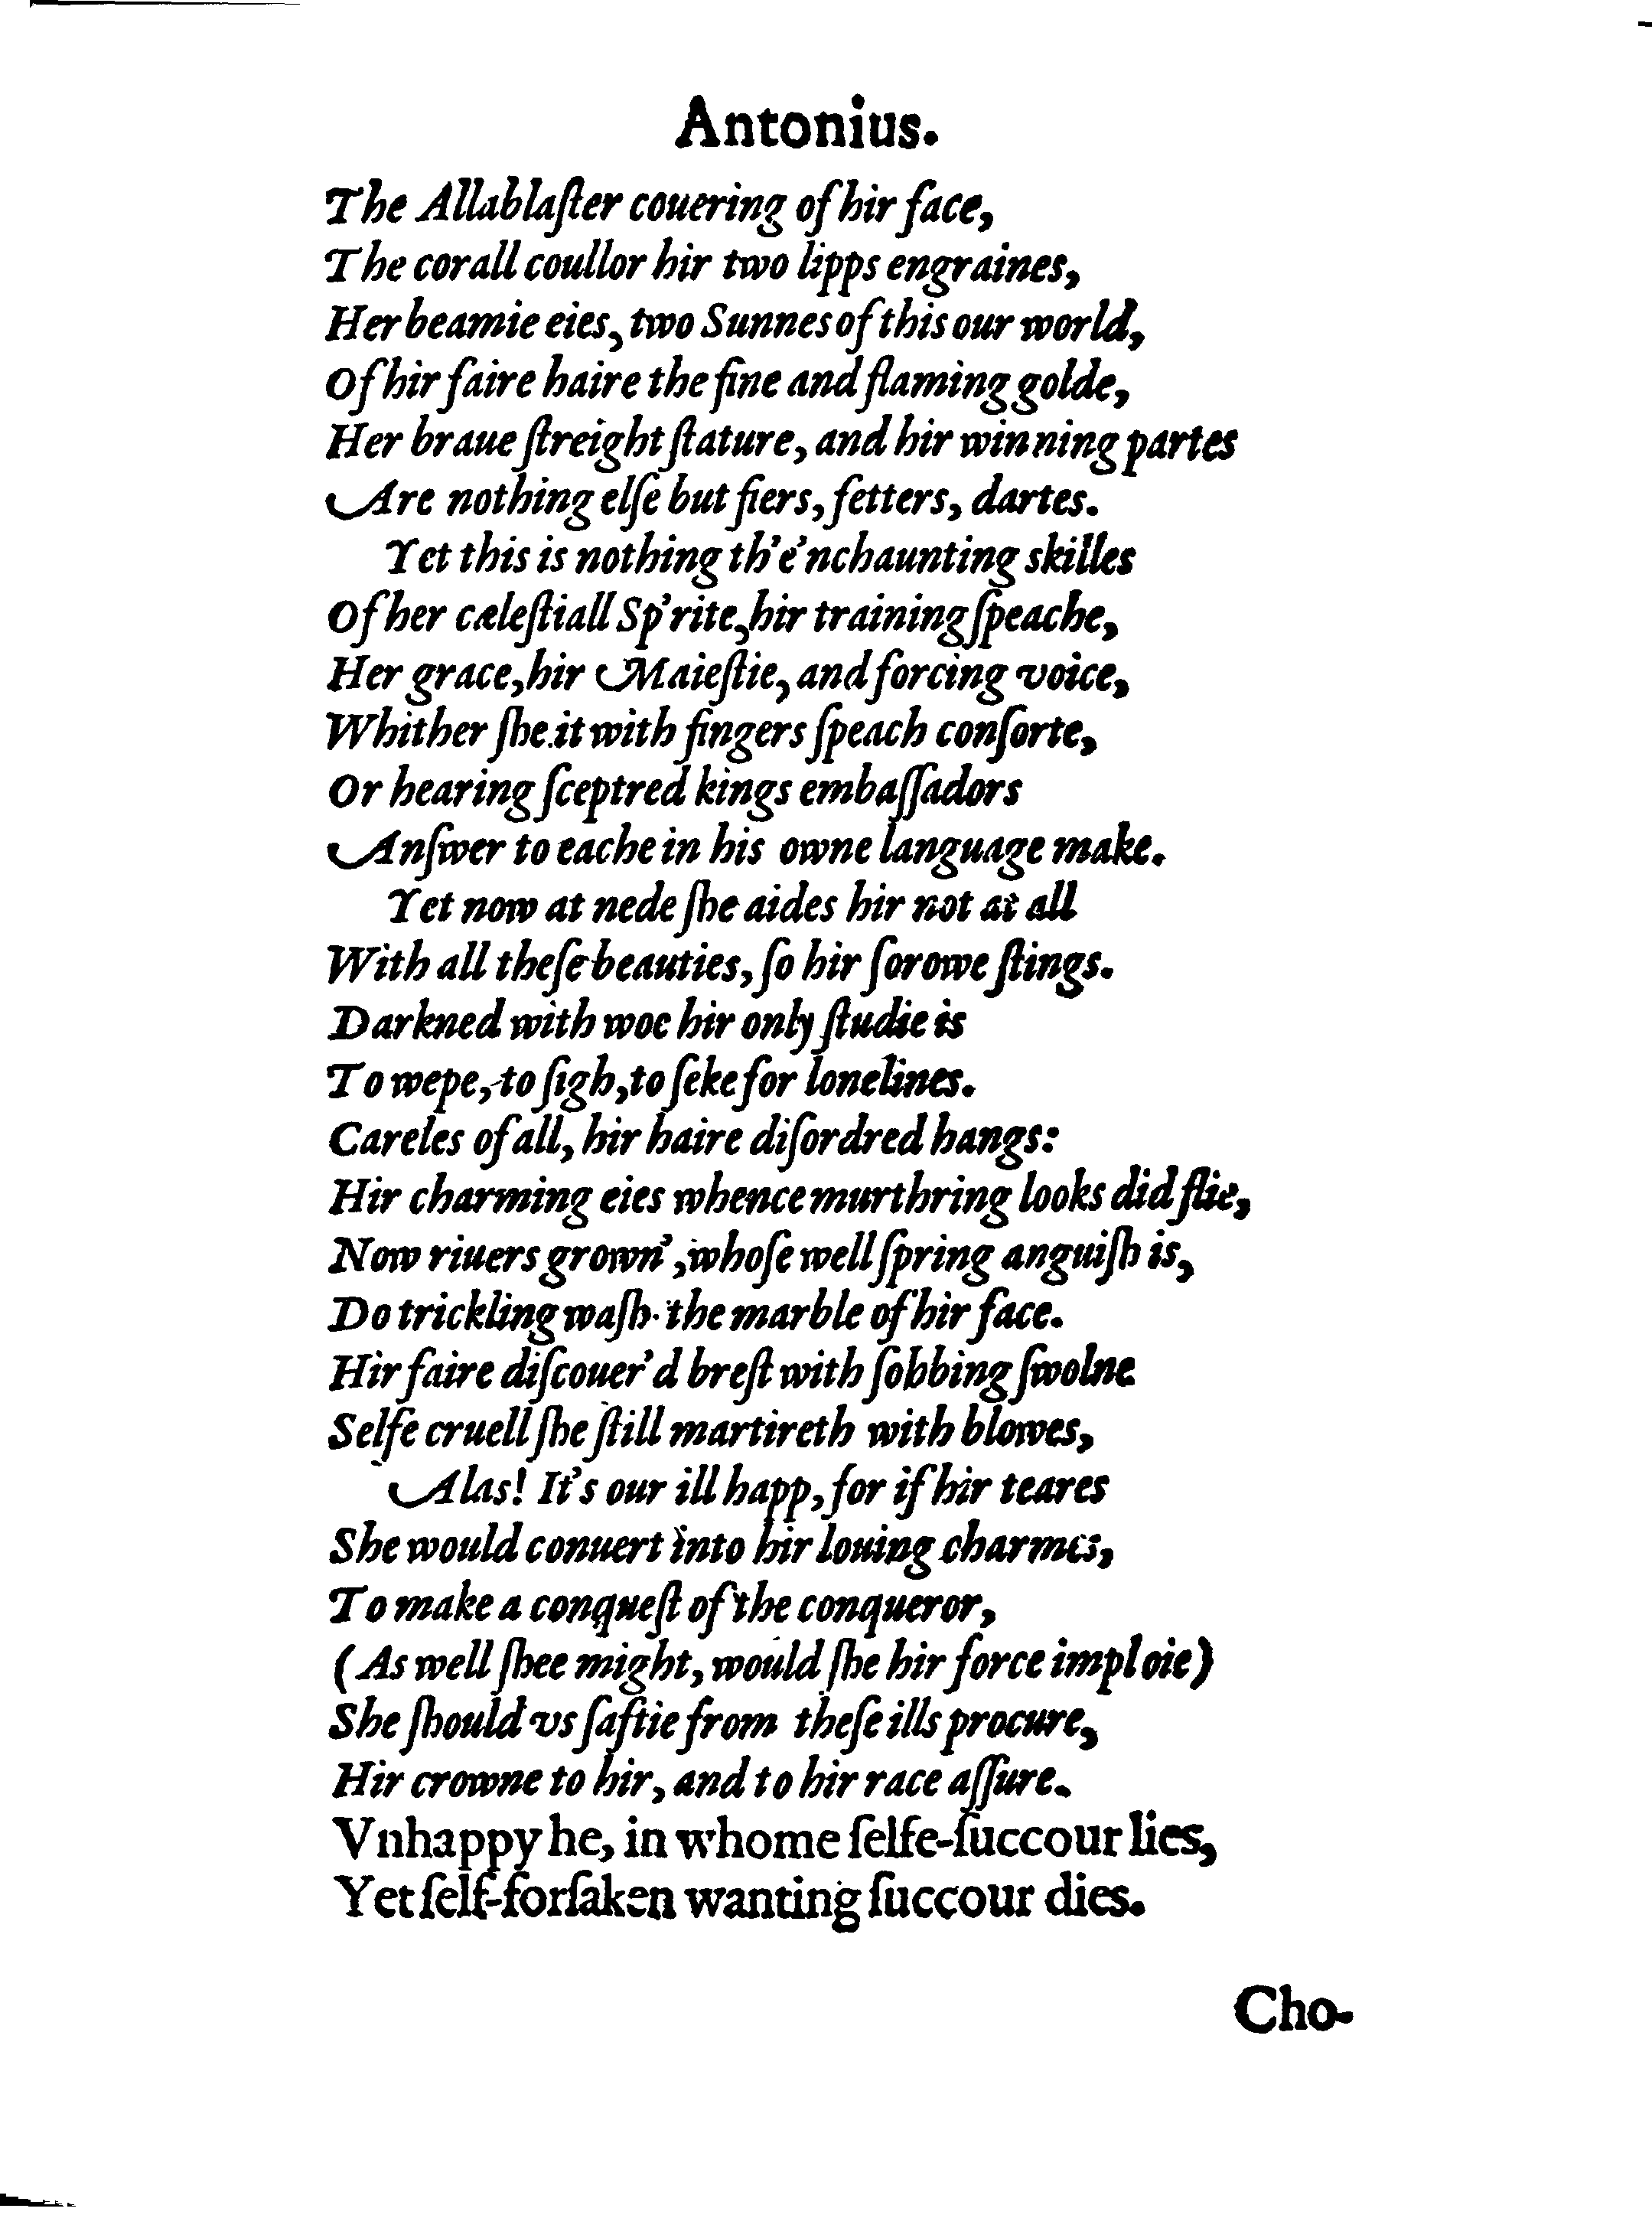 Antonius.
The Allablaſter couering of hir face,
The corall coullor hir two lipps engraines,
Her beamie eies, two Sunnes of this our world,
Of hir faire haire the fine and flaming golde,
Her braue ſtreight ſtature, and hir winning partes
Are nothing elſe but fiers, fetters, dartes.
Yet this is nothing th'e'nchaunting skilles
Of her cæleſtiall Sp'rite, hir training ſpeache,
Her grace, hir Maieſtie, and forcing voice,
Whither ſhe it with fingers ſpeach conſorte,
Or hearing ſceptred kings embaſſadors
Anſwer to eache in his owne language make.
Yet now at nede ſhe aides hir not at all
With all theſe beauties, ſo hir ſorowe ſtings.
Darkned with woe hir only ſtudie is
To wepe, to ſigh, to ſeke for lonelines.
Careles of all, hir haire diſordred hangs:
Hir charming eies whence murthring looks did flie,
Now riuers grown', whoſe well ſpring anguiſh is,
Do trickling waſh the marble of hir face.
Hir faire diſcouer'd breſt with ſobbing ſwolne
Selfe cruell ſhe ſtill martireth with blowes,
Alas! It's our ill happ, for if hir teares
She would conuert into hir louing charmes,
To make a conqueſt of the conqueror,
(As well ſhee might, would ſhe hir force imploie)
She ſhould vs ſaftie from theſe ills procure,
Hir crowne to hir, and to hir race aſſure.
Vnhappy he, in whome ſelfe-ſuccour lies,
Yet ſelf-forſaken wanting ſuccour dies.
Cho-